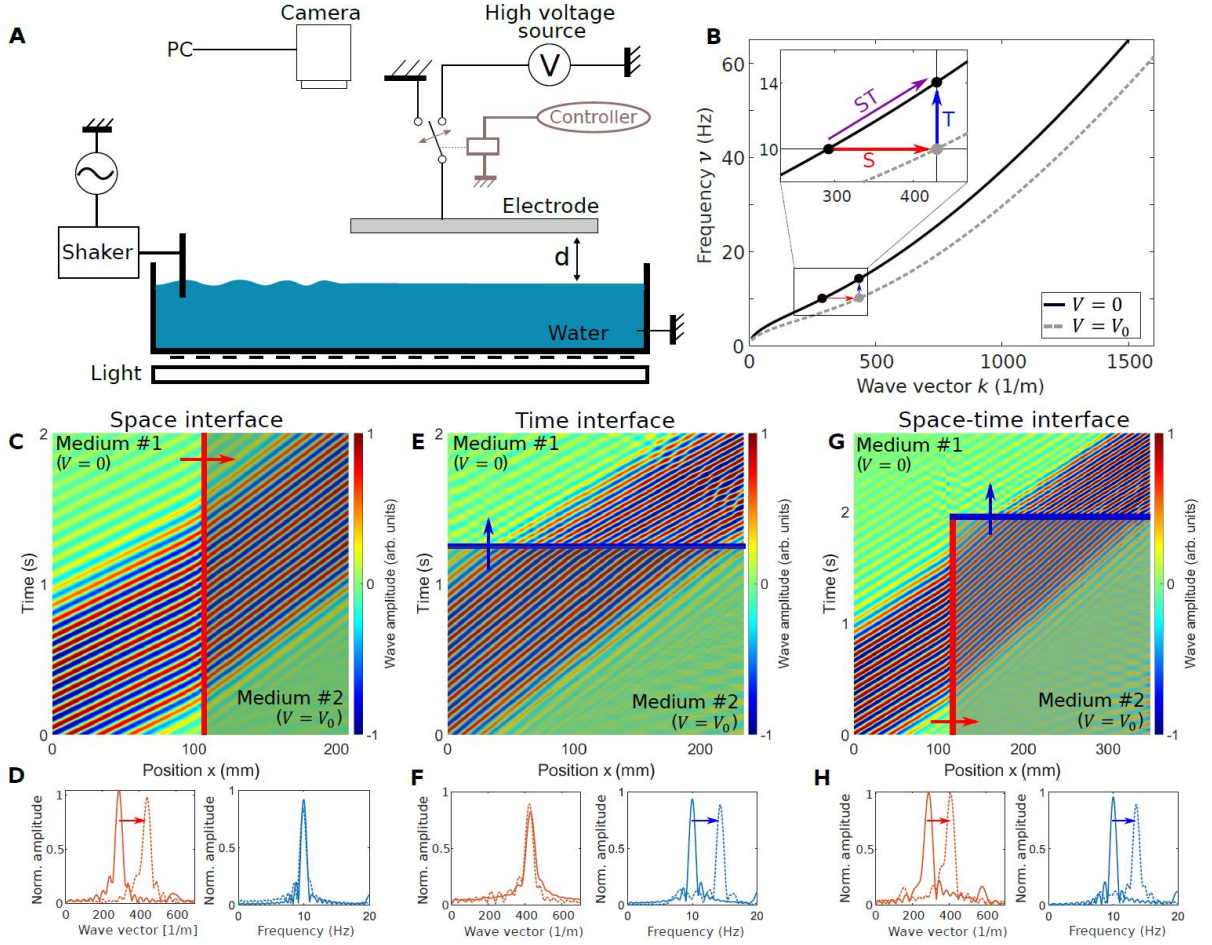 A
PC
Camera
High voltage
source
V
Controller
Electrode
Shaker
d
Water
Light
B
Frequency ν (Hz)
60
40
20
0
14
10
ST
S
T
300
400
V = 0
V = V₀
0
500
1000
1500
Wave vector k (1/m)
Space interface
C
Medium #1
(V = 0)
Medium #2
(V = V₀)
Time (s)
2
1
0
0
100
200
Position x (mm)
1
0
-1
Wave amplitude (arb. units)
Time interface
E
Medium #1
(V = 0)
Medium #2
(V = V₀)
Time (s)
2
1
0
0
100
200
Position x (mm)
1
0
-1
Wave amplitude (arb. units)
Space-time interface
G
Medium #1
(V = 0)
Medium #2
(V = V₀)
Time (s)
2
1
0
0
100
200
300
Position x (mm)
1
0
-1
Wave amplitude (arb. units)
D
Norm. amplitude
1
0.5
0
0
200
400
600
Wave vector [1/m]
Norm. amplitude
1
0.5
0
0
10
20
Frequency (Hz)
F
Norm. amplitude
1
0.5
0
0
200
400
600
Wave vector (1/m)
Norm. amplitude
1
0.5
0
0
10
20
Frequency (Hz)
H
Norm. amplitude
1
0.5
0
0
200
400
600
Wave vector (1/m)
Norm. amplitude
1
0.5
0
0
10
20
Frequency (Hz)